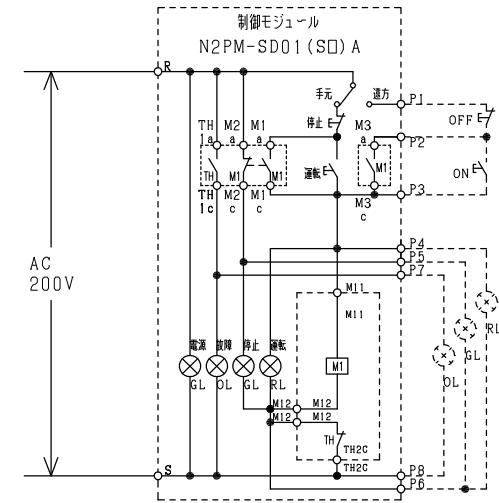 制御モジュール
N2PM-SD01(S□)A
R
手元
遠方
P1
停止
OFF
TH M2 M1
M3
1a a a
a
P2
TH M1 M1
運転
M1
ON
TH M2 M1
M3
P3
1c c c
c
P4
P5
P7
AC
200V
M11
M11
RL
GL
電源 故障 停止 運転
M1
OL
GL OL GL RL
M12 M12
M12 M12
TH
TH2C
S
TH2C
P8
P6